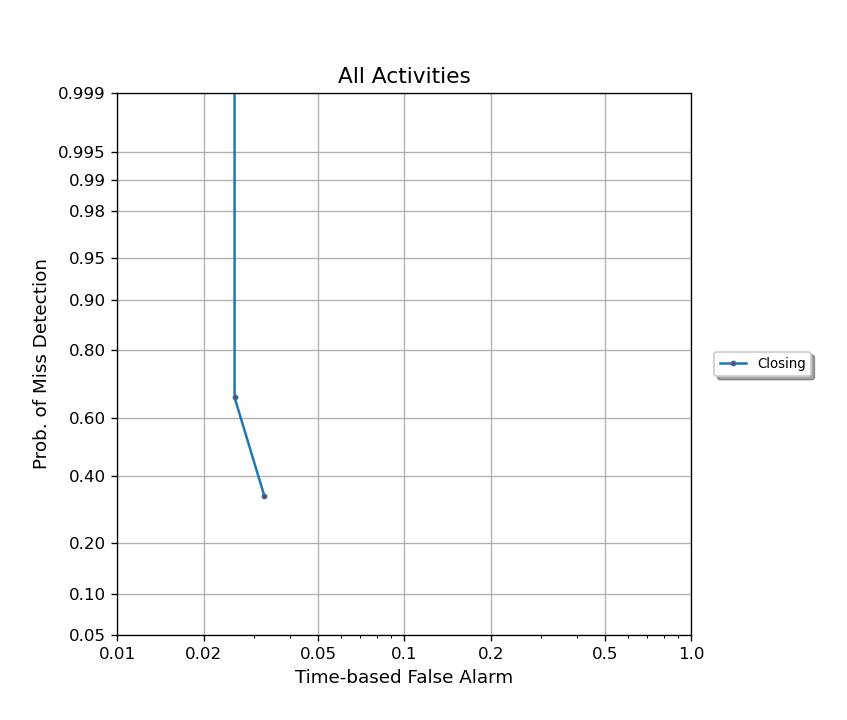 All Activities
0.999
0.995
0.99
0.98
0.95
0.90
0.80
0.60
0.40
0.20
0.10
0.05
Prob. of Miss Detection
0.01 0.02 0.05 0.1 0.2 0.5 1.0
Time-based False Alarm
Closing